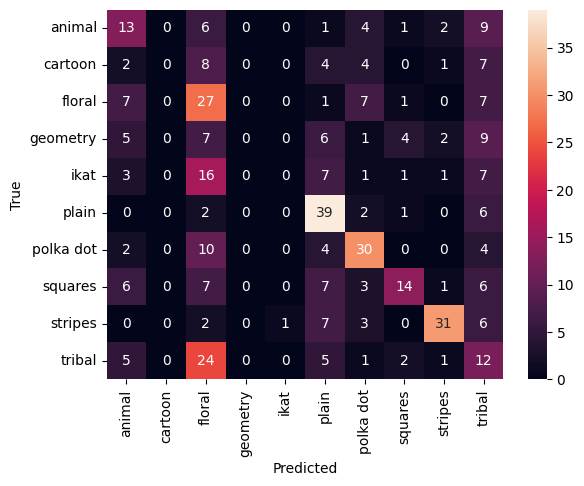 animal 13 0 6 0 0 1 4 1 2 9
cartoon 2 0 8 0 0 4 4 0 1 7
floral 7 0 27 0 0 1 7 1 0 7
geometry 5 0 7 0 0 6 1 4 2 9
ikat 3 0 16 0 0 7 1 1 1 7
plain 0 0 2 0 0 39 2 1 0 6
polka dot 2 0 10 0 0 4 30 0 0 4
squares 6 0 7 0 0 7 3 14 1 6
stripes 0 0 2 0 1 7 3 0 31 6
tribal 5 0 24 0 0 5 1 2 1 12
animal cartoon floral geometry ikat plain polka dot squares stripes tribal
Predicted
True
35
30
25
20
15
10
5
0